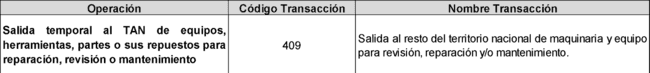 Operación Código Transacción Nombre Transacción
Salida temporal al TAN de equipos,
herramientas, partes o sus repuestos para
reparación, revisión o mantenimiento
409
Salida al resto del territorio nacional de maquinaria y equipo
para revisión, reparación y/o mantenimiento.